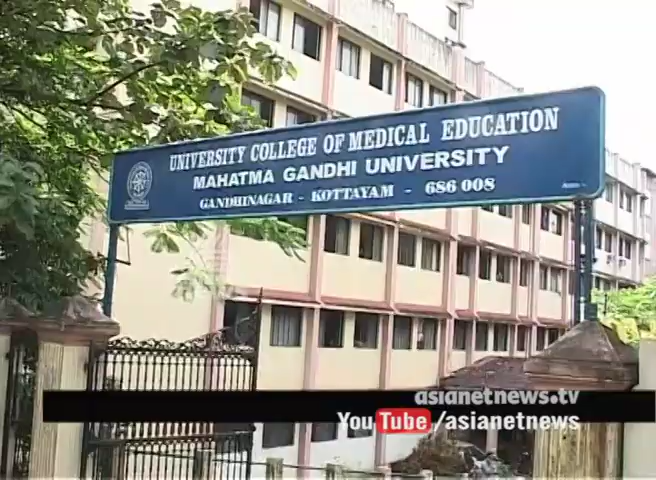 UNIVERSITY COLLEGE OF MEDICAL EDUCATION
MAHATMA GANDHI UNIVERSITY
GANDHINAGAR - KOTTAYAM - 686 008
asianetnews.tv
YouTube /asianetnews